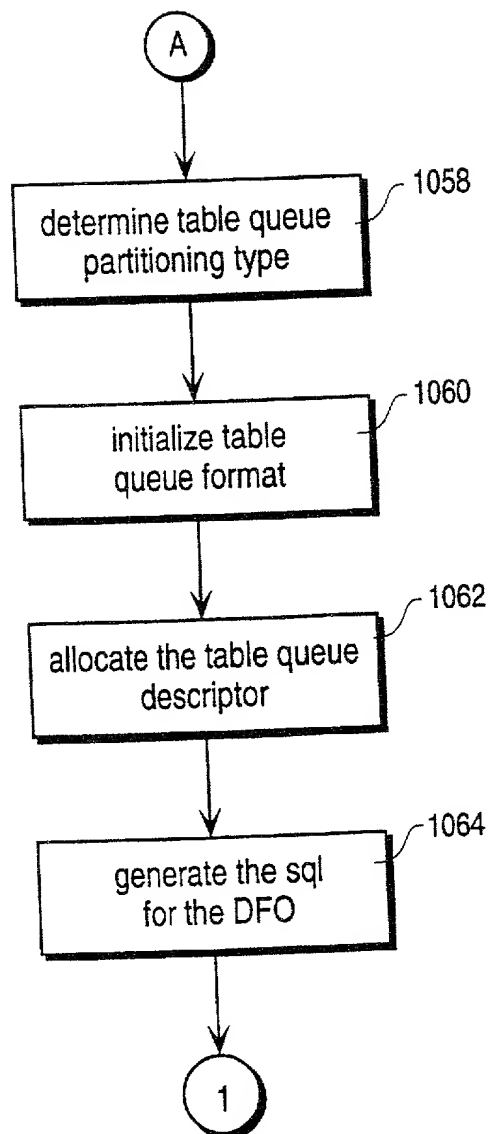 A
1058
determine table queue
partitioning type
1060
initialize table
queue format
1062
allocate the table queue
descriptor
1064
generate the sql
for the DFO
1